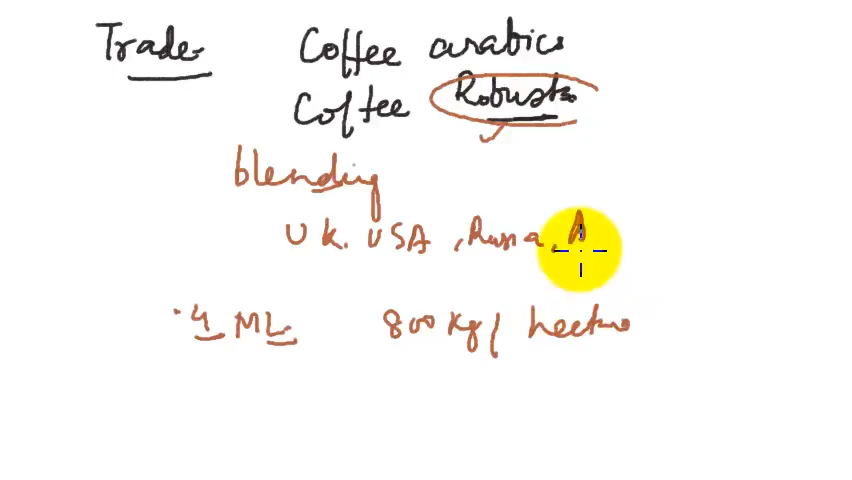 Trade Coffee arabica
Coffee Robusta
blending
UK. USA, Russia, A
.4 ML 800 kg/ hectare